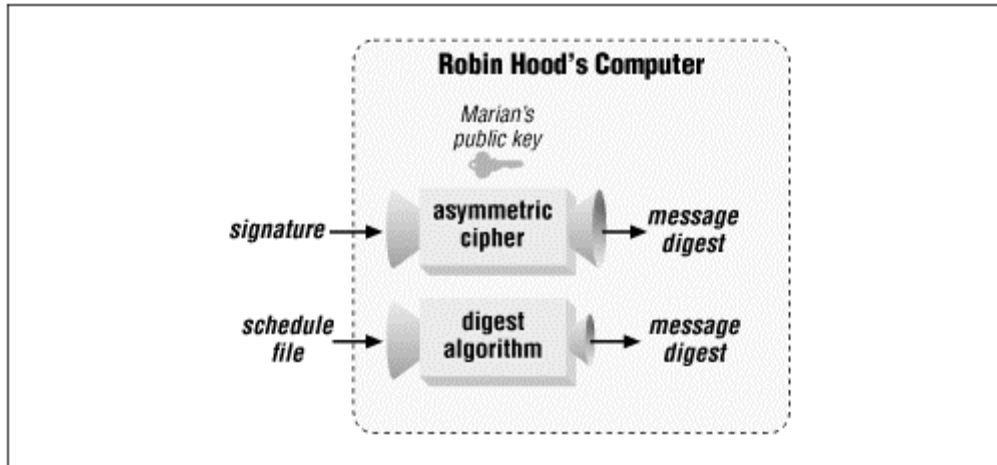 Robin Hood's Computer
Marian's
public key
signature
asymmetric
cipher
message
digest
schedule
file
digest
algorithm
message
digest